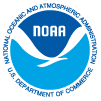 NATIONAL OCEANIC AND ATMOSPHERIC ADMINISTRATION
NOAA
U.S. DEPARTMENT OF COMMERCE